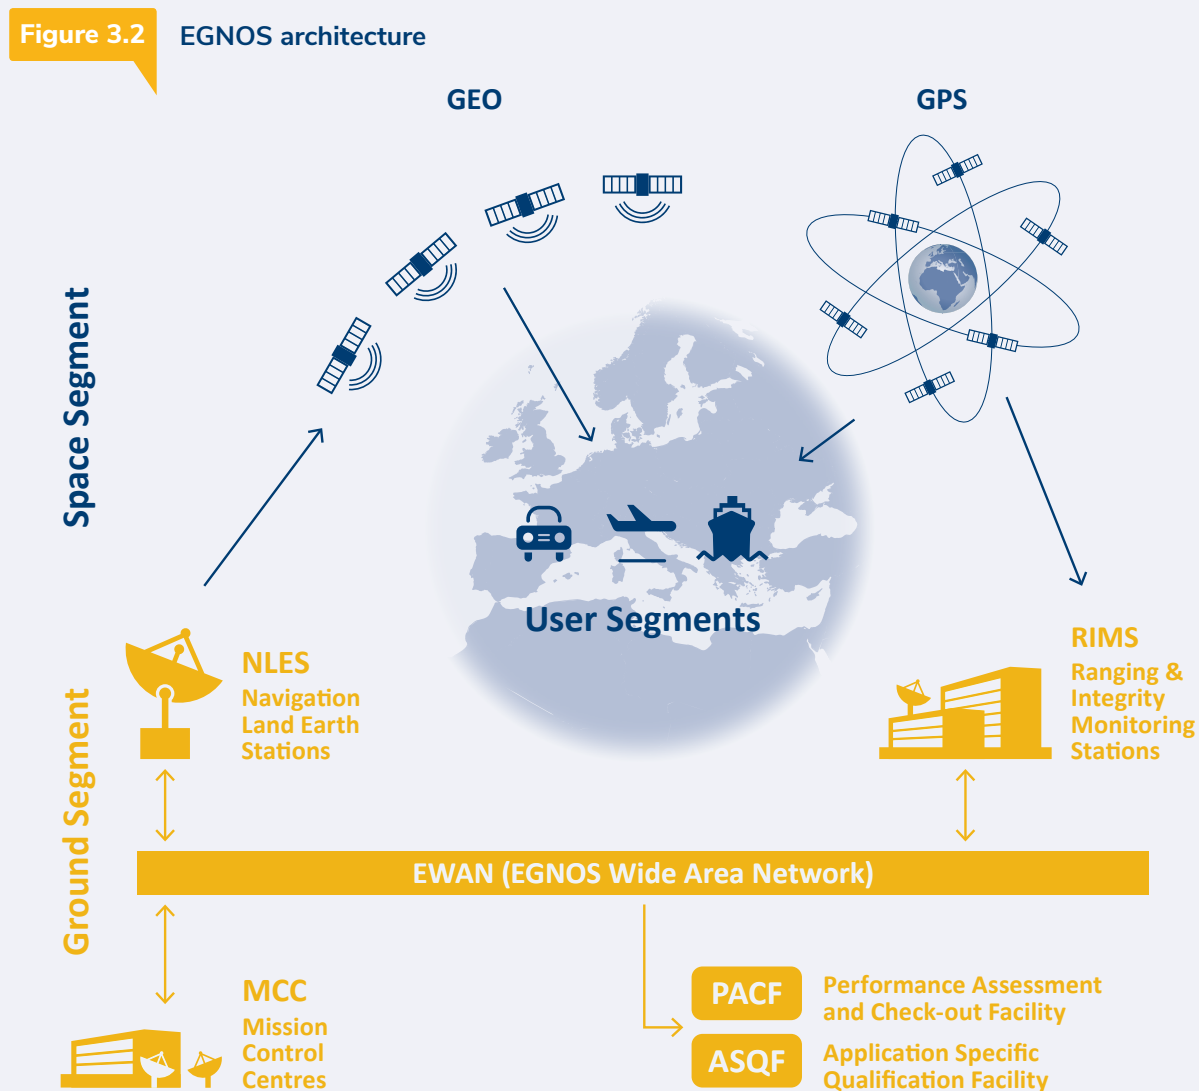 Figure 3.2
EGNOS architecture
GEO
GPS
Space Segment
User Segments
NLES
Navigation
Land Earth
Stations
RIMS
Ranging &
Integrity
Monitoring
Stations
Ground Segment
EWAN (EGNOS Wide Area Network)
MCC
Mission
Control
Centres
PACF
Performance Assessment
and Check-out Facility
ASQF
Application Specific
Qualification Facility